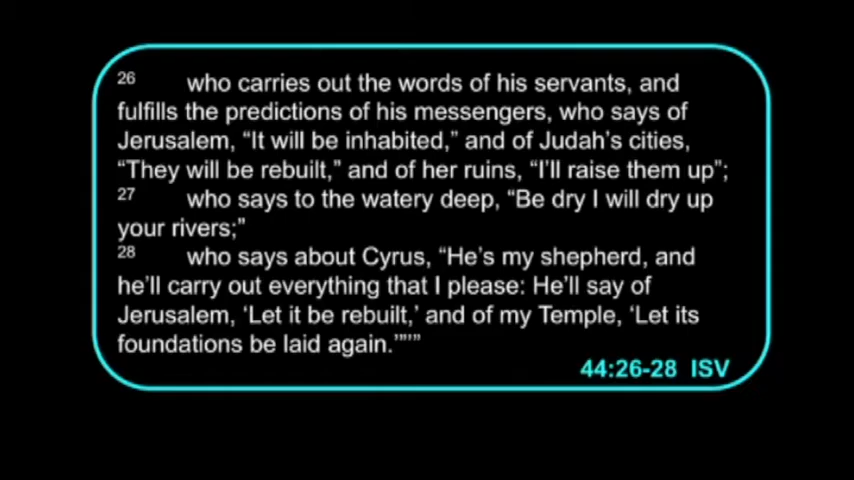 26 who carries out the words of his servants, and
fulfills the predictions of his messengers, who says of
Jerusalem, “It will be inhabited,” and of Judah’s cities,
“They will be rebuilt,” and of her ruins, “I’ll raise them up”;
27 who says to the watery deep, “Be dry I will dry up
your rivers;”
28 who says about Cyrus, “He’s my shepherd, and
he’ll carry out everything that I please: He’ll say of
Jerusalem, ‘Let it be rebuilt,’ and of my Temple, ‘Let its
foundations be laid again.’”’”
44:26-28 ISV